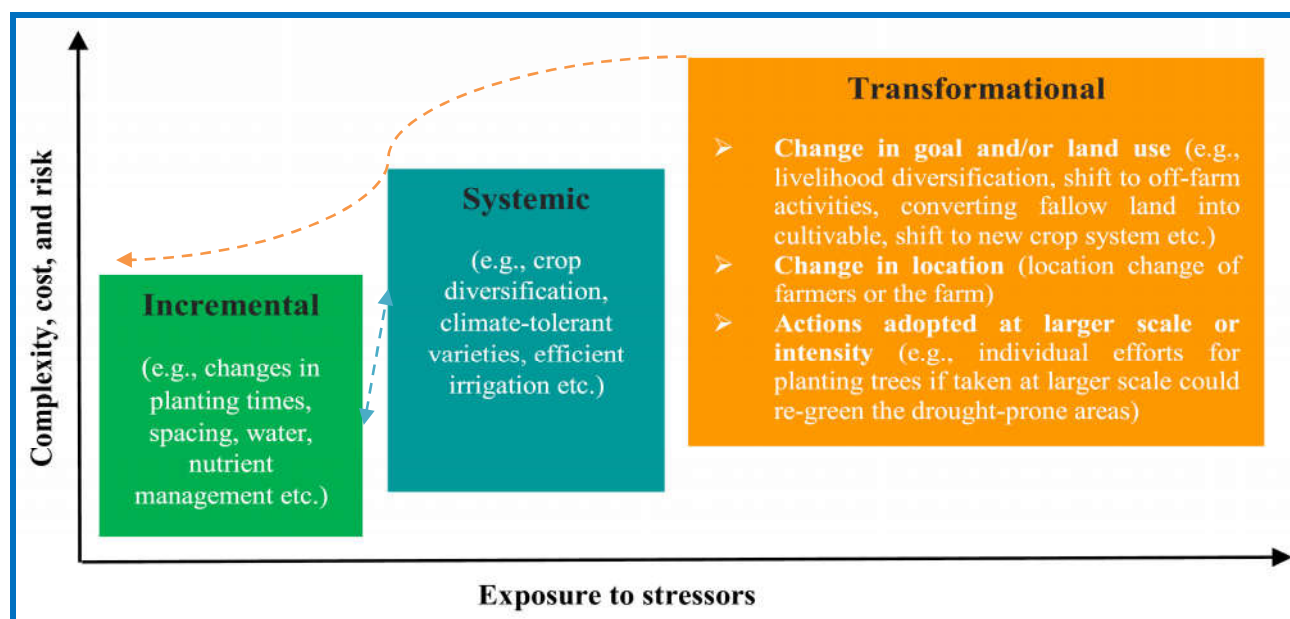 Complexity, cost, and risk
Incremental
(e.g., changes in
planting times,
spacing, water,
nutrient
management etc.)
Systemic
(e.g., crop
diversification,
climate-tolerant
varieties, efficient
irrigation etc.)
Transformational
➢ Change in goal and/or land use (e.g.,
livelihood diversification, shift to off-farm
activities, converting fallow land into
cultivable, shift to new crop system etc.)
➢ Change in location (location change of
farmers or the farm)
➢ Actions adopted at larger scale or
intensity (e.g., individual efforts for
planting trees if taken at larger scale could
re-green the drought-prone areas)
Exposure to stressors